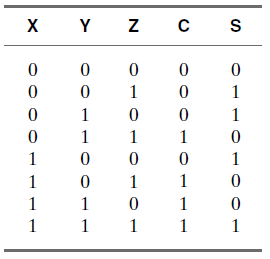 X Y Z C S
0 0 0 0 0
0 0 1 0 1
0 1 0 0 1
0 1 1 1 0
1 0 0 0 1
1 0 1 1 0
1 1 0 1 0
1 1 1 1 1